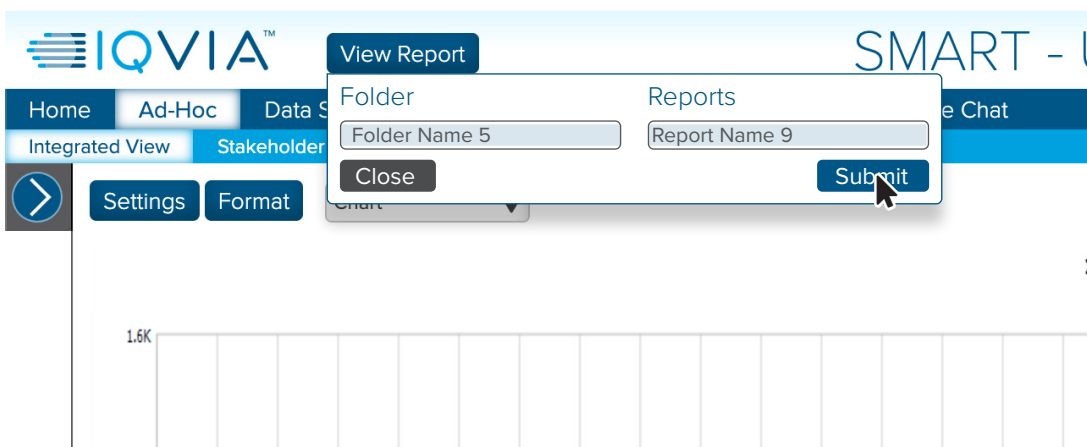 IQVIA™
View Report
SMART -
Folder
Reports
Home
Ad-Hoc
Data
Chat
Folder Name 5
Report Name 9
Integrated View
Stakeholder
Close
Submit
Settings
Format
Chart
1.6K